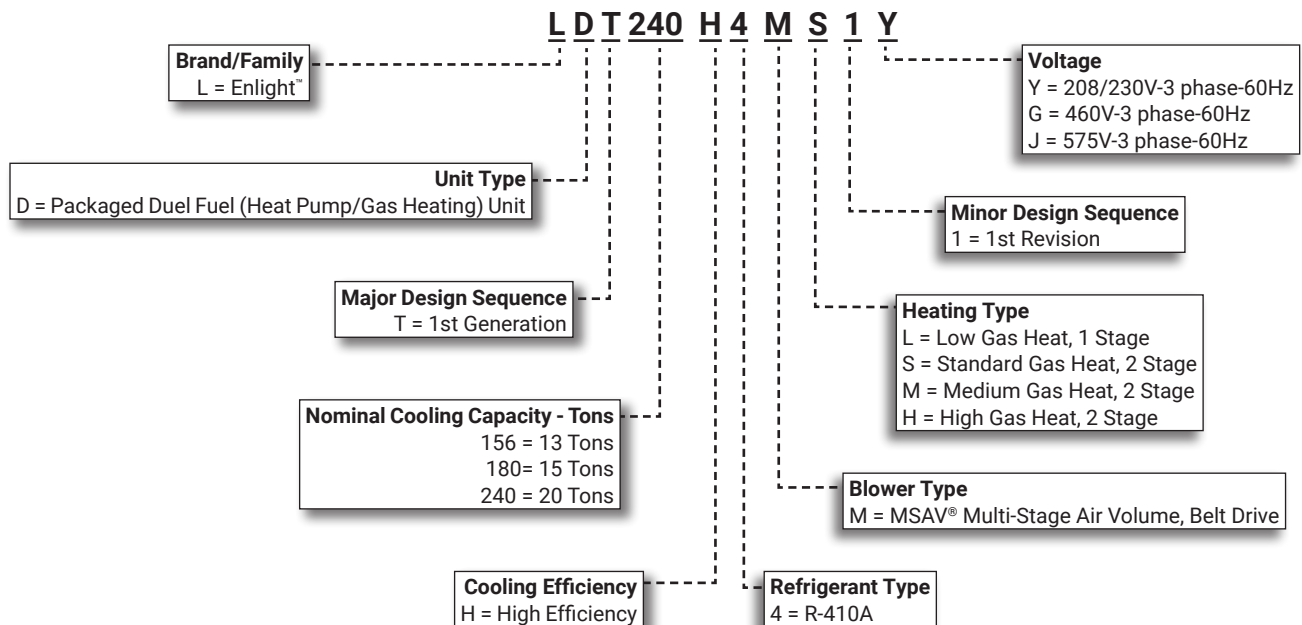 L D T 240 H 4 M S 1 Y
Brand/Family
L = Enlight™
Voltage
Y = 208/230V-3 phase-60Hz
G = 460V-3 phase-60Hz
J = 575V-3 phase-60Hz
Unit Type
D = Packaged Duel Fuel (Heat Pump/Gas Heating) Unit
Minor Design Sequence
1 = 1st Revision
Major Design Sequence
T = 1st Generation
Heating Type
L = Low Gas Heat, 1 Stage
S = Standard Gas Heat, 2 Stage
M = Medium Gas Heat, 2 Stage
H = High Gas Heat, 2 Stage
Nominal Cooling Capacity - Tons
156 = 13 Tons
180= 15 Tons
240 = 20 Tons
Blower Type
M = MSAV® Multi-Stage Air Volume, Belt Drive
Cooling Efficiency
H = High Efficiency
Refrigerant Type
4 = R-410A